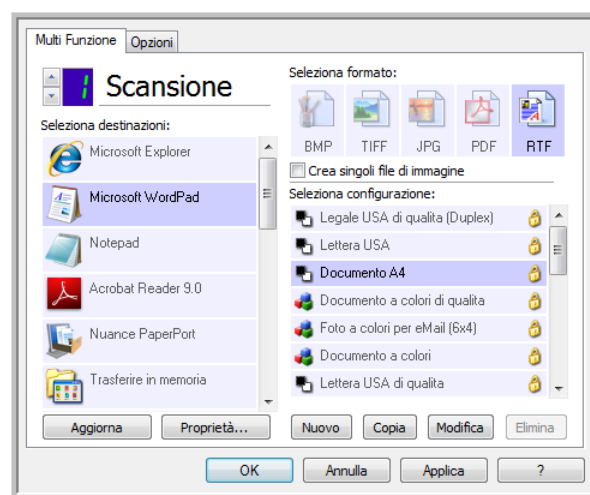 Multi Funzione
Opzioni
1 Scansione
Seleziona destinazioni:
Microsoft Explorer
Microsoft WordPad
Notepad
Acrobat Reader 9.0
Nuance PaperPort
Trasferire in memoria
Aggiorna
Proprietà...
Seleziona formato:
BMP TIFF JPG PDF RTF
Crea singoli file di immagine
Seleziona configurazione:
Legale USA di qualita (Duplex)
Lettera USA
Documento A4
Documento a colori di qualita
Foto a colori per eMail (6x4)
Documento a colori
Lettera USA di qualita
Nuovo Copia Modifica Elimina
OK Annulla Applica ?